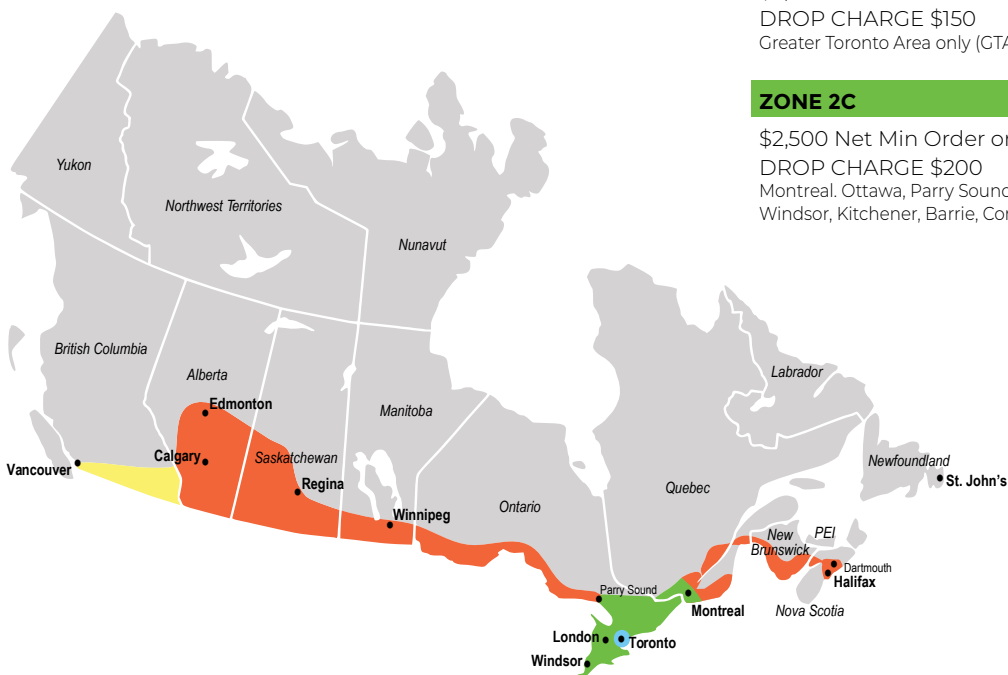 DROP CHARGE $150
Greater Toronto Area only (GTA
ZONE 2C
$2,500 Net Min Order or
DROP CHARGE $200
Montreal. Ottawa, Parry Sound
Windsor, Kitchener, Barrie, Cor
Yukon
Northwest Territories
Nunavut
British Columbia
Alberta
Edmonton
Manitoba
Labrador
Vancouver
Calgary
Saskatchewan
Regina
Winnipeg
Ontario
Quebec
Newfoundland
St. John's
New
Brunswick
PEI
Dartmouth
Halifax
Nova Scotia
Parry Sound
Montreal
London
Toronto
Windsor